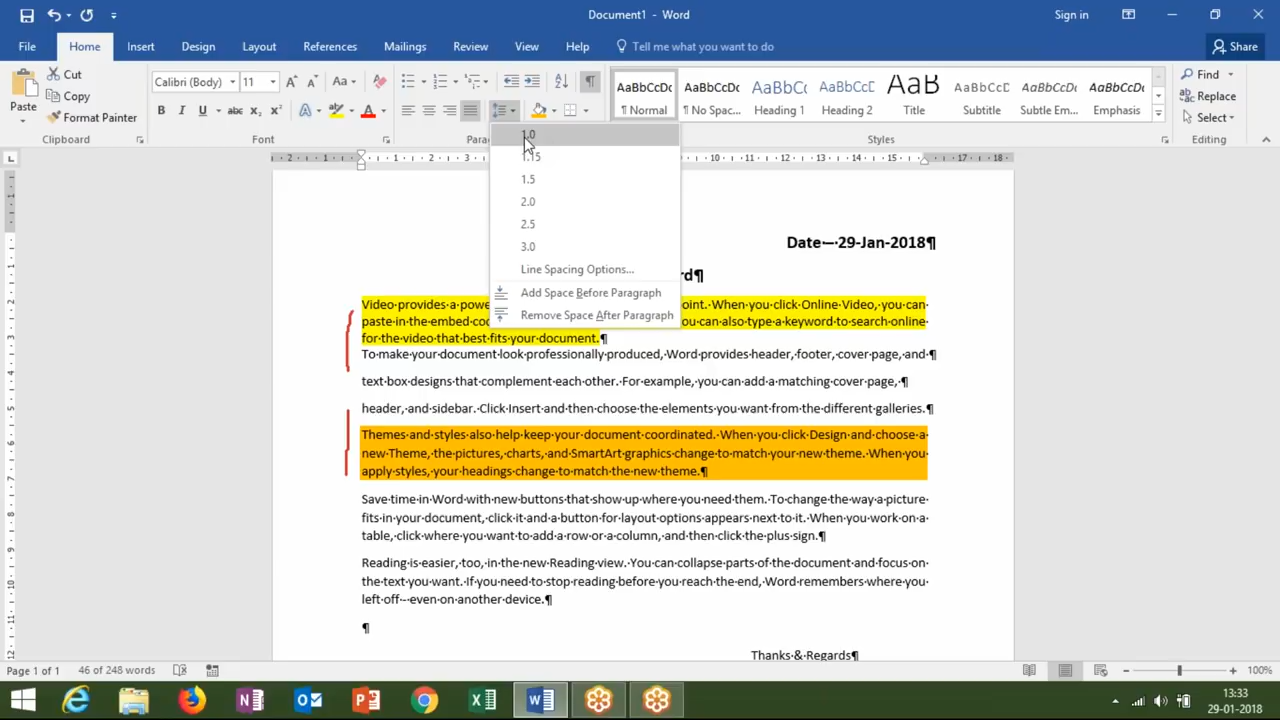 Document1 - Word
Sign in
File Home Insert Design Layout References Mailings Review View Help Tell me what you want to do Share
Paste
Cut
Copy
Format Painter
Clipboard
Calibri (Body) 11
Font
Styles
AaBbCcDc ¶ Normal
AaBbCcDc ¶ No Spac...
AaBbCc Heading 1
AaBbCcD Heading 2
AaB Title
AaBbCcD Subtitle
AaBbCcDc Subtle Em...
AaBbCcDc Emphasis
Find
Replace
Select
Editing
1.0
1.15
1.5
2.0
2.5
3.0
Line Spacing Options...
Add Space Before Paragraph
Remove Space After Paragraph
Date – 29-Jan-2018¶
Video·provides·a·powe
oint.·When·you·click·Online·Video,·you·can·
paste·in·the·embed·co
ou·can·also·type·a·keyword·to·search·online·
for·the·video·that·best·fits·your·document.¶
To·make·your·document·look·professionally·produced,·Word·provides·header,·footer,·cover·page,·and·¶
text·box·designs·that·complement·each·other.·For·example,·you·can·add·a·matching·cover·page,·¶
header,·and·sidebar.·Click·Insert·and·then·choose·the·elements·you·want·from·the·different·galleries.¶
Themes·and·styles·also·help·keep·your·document·coordinated.·When·you·click·Design·and·choose·a·
new·Theme,·the·pictures,·charts,·and·SmartArt·graphics·change·to·match·your·new·theme.·When·you·
apply·styles,·your·headings·change·to·match·the·new·theme.¶
Save·time·in·Word·with·new·buttons·that·show·up·where·you·need·them.·To·change·the·way·a·picture·
fits·in·your·document,·click·it·and·a·button·for·layout·options·appears·next·to·it.·When·you·work·on·a·
table,·click·where·you·want·to·add·a·row·or·a·column,·and·then·click·the·plus·sign.¶
Reading·is·easier,·too,·in·the·new·Reading·view.·You·can·collapse·parts·of·the·document·and·focus·on·
the·text·you·want.·If·you·need·to·stop·reading·before·you·reach·the·end,·Word·remembers·where·you·
left·off·-·even·on·another·device.¶
¶
Thanks·&·Regards¶
Page 1 of 1 46 of 248 words 100%
13:33
29-01-2018